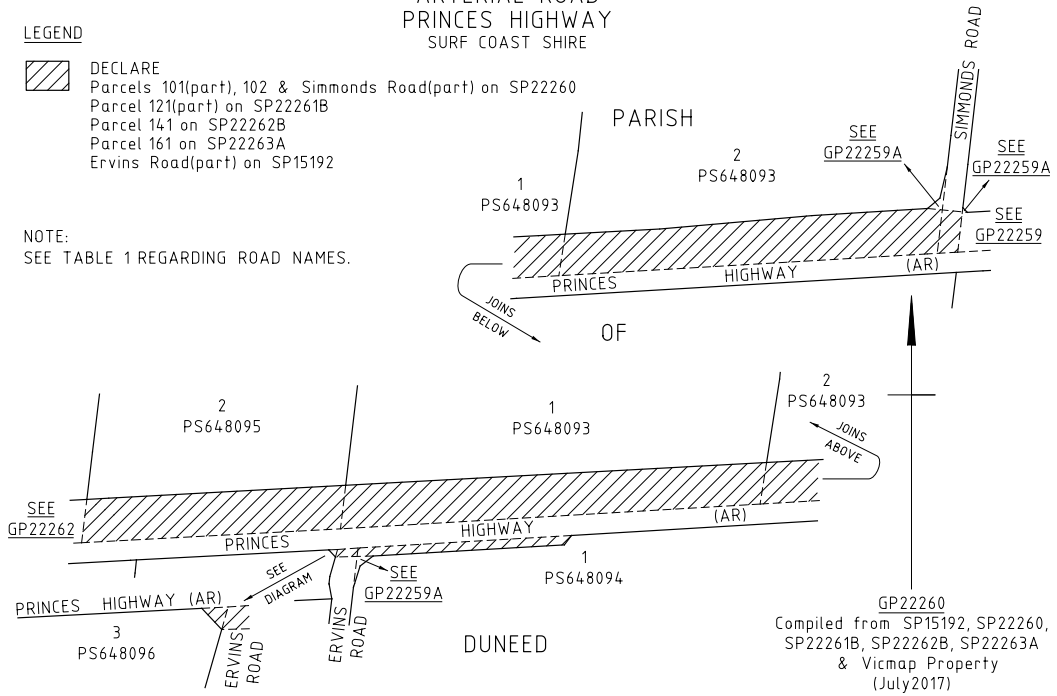 ARTERIAL ROAD
PRINCES HIGHWAY
SURF COAST SHIRE
LEGEND
DECLARE
Parcels 101(part), 102 & Simmonds Road(part) on SP22260
Parcel 121(part) on SP22261B
Parcel 141 on SP22262B
Parcel 161 on SP22263A
Ervins Road(part) on SP15192
NOTE:
SEE TABLE 1 REGARDING ROAD NAMES.
PARISH
SIMMONDS ROAD
SEE
GP22259A
SEE
GP22259A
2
PS648093
1
PS648093
SEE
GP22259
PRINCES HIGHWAY (AR)
JOINS
BELOW
OF
2
PS648095
1
PS648093
2
PS648093
JOINS
ABOVE
SEE
GP22262
PRINCES HIGHWAY (AR)
1
PS648094
SEE
GP22259A
SEE
DIAGRAM
PRINCES HIGHWAY (AR)
3
PS648096
ERVINS
ROAD
ERVINS
ROAD
DUNEED
GP22260
Compiled from SP15192, SP22260,
SP22261B, SP22262B, SP22263A
& Vicmap Property
(July2017)